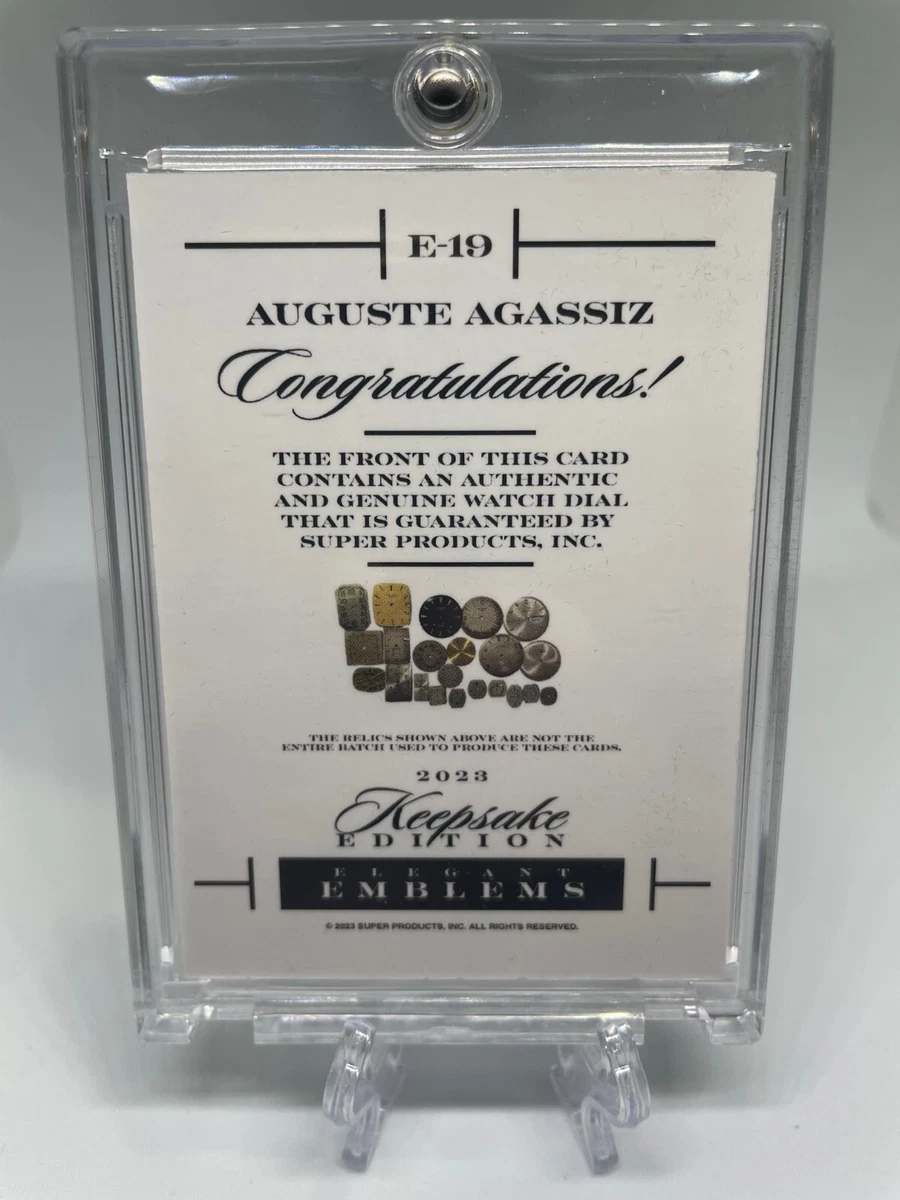 E-19
AUGUSTE AGASSIZ
Congratulations!
THE FRONT OF THIS CARD
CONTAINS AN AUTHENTIC
AND GENUINE WATCH DIAL
THAT IS GUARANTEED BY
SUPER PRODUCTS, INC.
THE RELICS SHOWN ABOVE ARE NOT THE
ENTIRE BATCH USED TO PRODUCE THESE CARDS.
2023
Keepsake
EDITION
ELEGANT
EMBLEMS
© 2023 SUPER PRODUCTS, INC. ALL RIGHTS RESERVED.